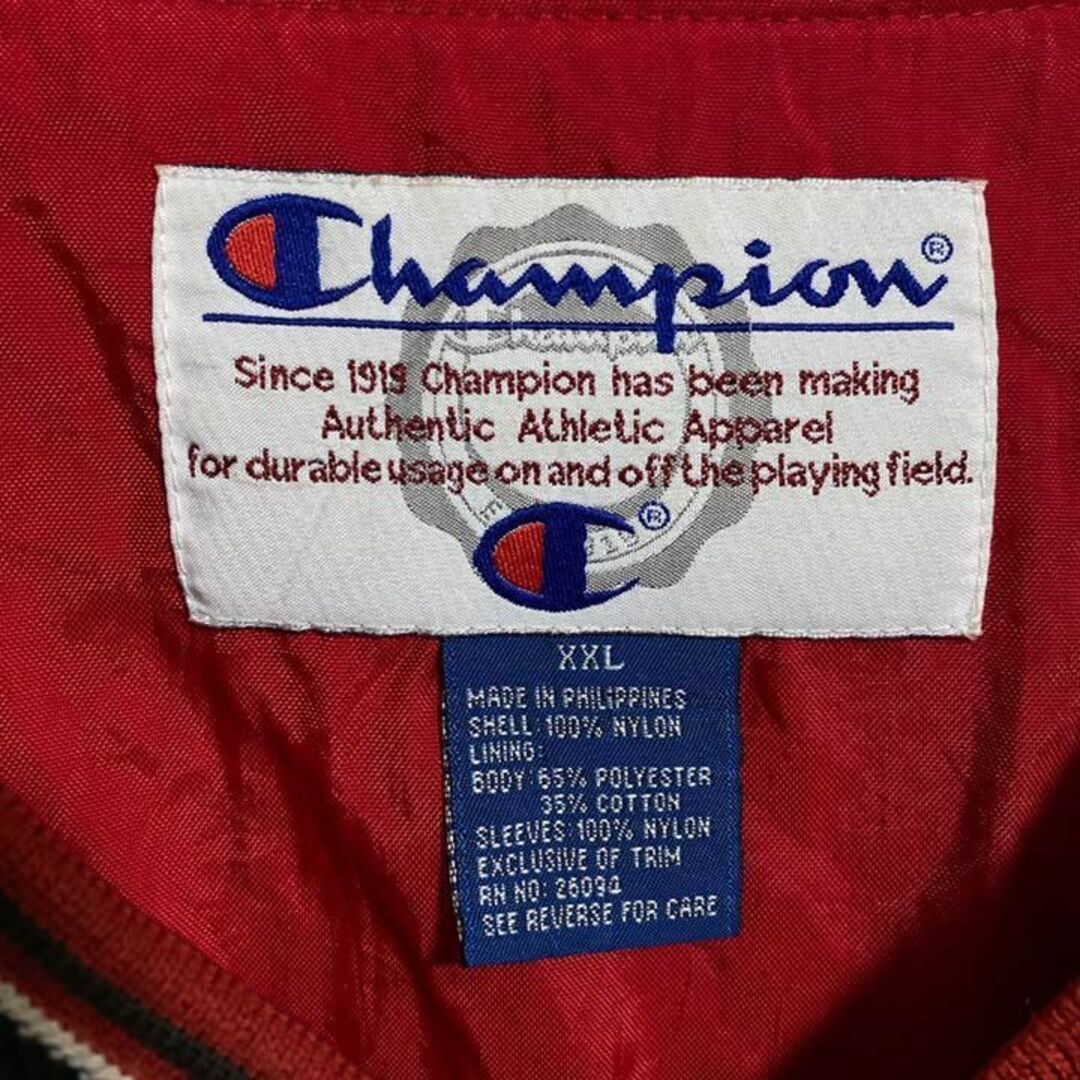 Champion®
Champion
Since 1919 Champion has been making
Authentic Athletic Apparel
for durable usage on and off the playing field.
®
XXL
MADE IN PHILIPPINES
SHELL 100% NYLON
LINING:
BODY 65% POLYESTER
35% COTTON
SLEEVES 100% NYLON
EXCLUSIVE OF TRIM
RN NO: 26094
SEE REVERSE FOR CARE